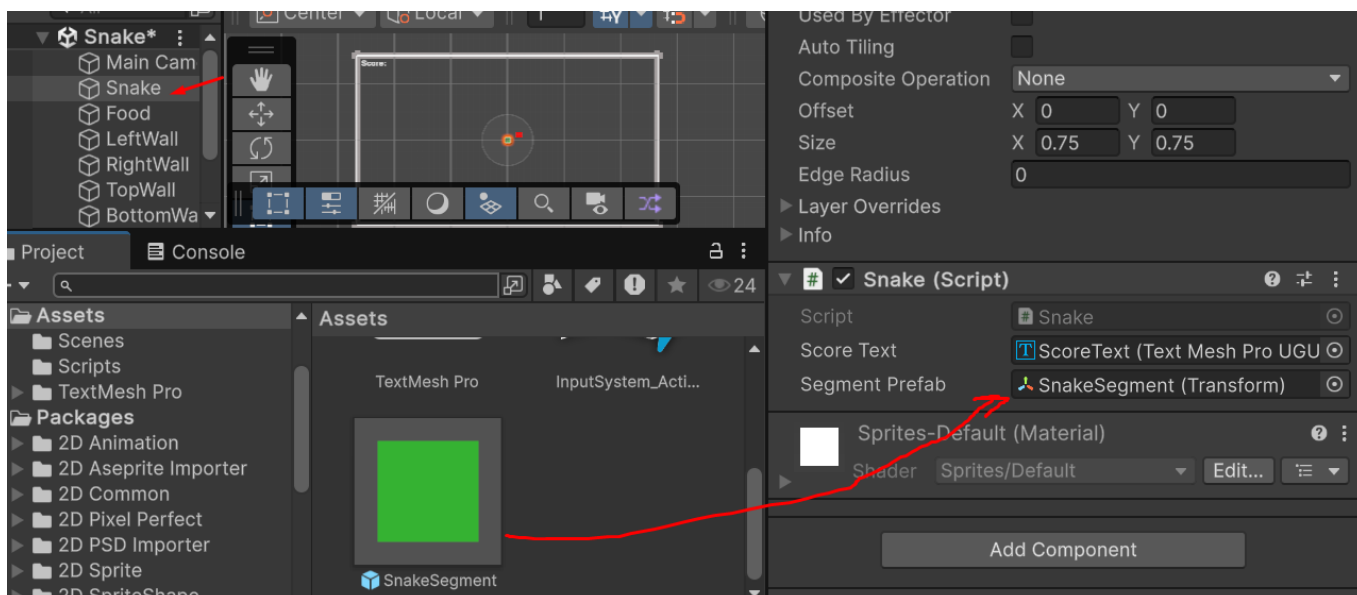 Center
Local
1
Snake*
Main Cam
Snake
Food
LeftWall
RightWall
TopWall
BottomWa
Score:
Project
Console
24
Assets
Scenes
Scripts
TextMesh Pro
Packages
2D Animation
2D Aseprite Importer
2D Common
2D Pixel Perfect
2D PSD Importer
2D Sprite
2D SpriteShape
Assets
TextMesh Pro
InputSystem_Acti...
SnakeSegment
Used By Effector
Auto Tiling
Composite Operation None
Offset X 0 Y 0
Size X 0.75 Y 0.75
Edge Radius 0
Layer Overrides
Info
# Snake (Script)
Script # Snake
Score Text T ScoreText (Text Mesh Pro UGU
Segment Prefab SnakeSegment (Transform)
Sprites-Default (Material)
Shader Sprites/Default Edit...
Add Component